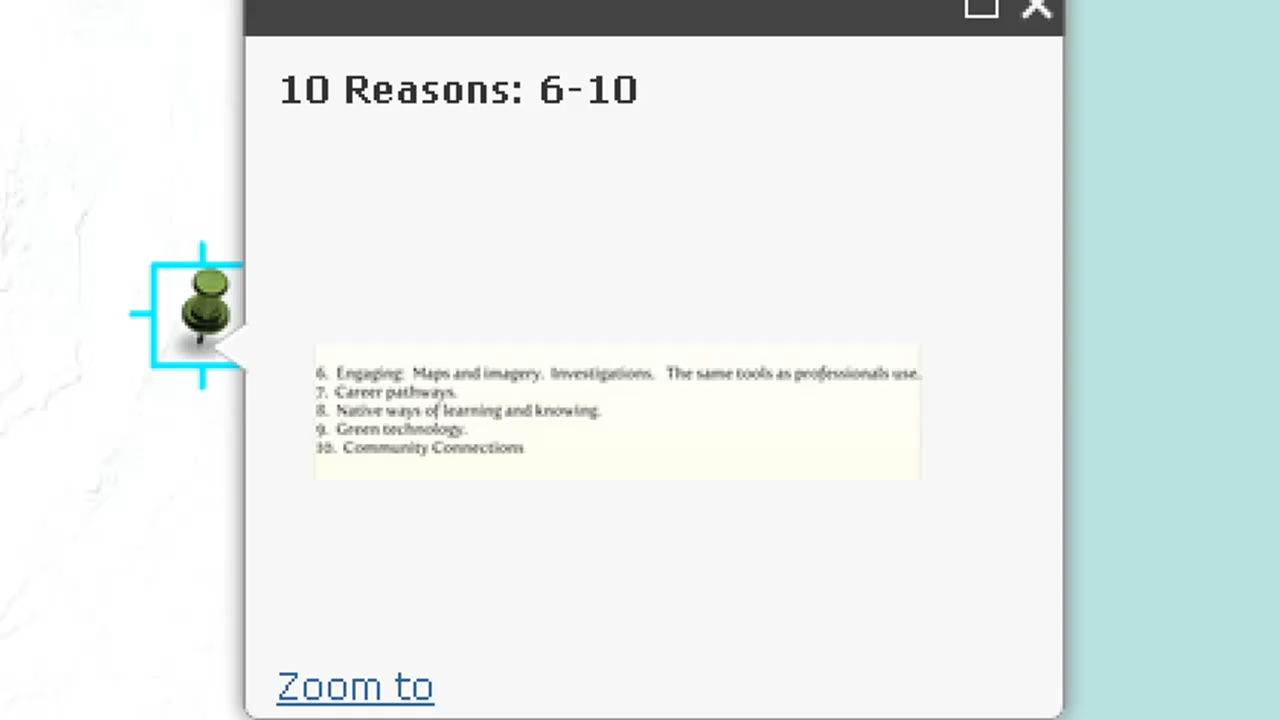 10 Reasons: 6-10
6. Engaging: Maps and imagery. Investigations. The same tools as professionals use.
7. Career pathways.
8. Native ways of learning and knowing.
9. Green technology.
10. Community Connections
Zoom to